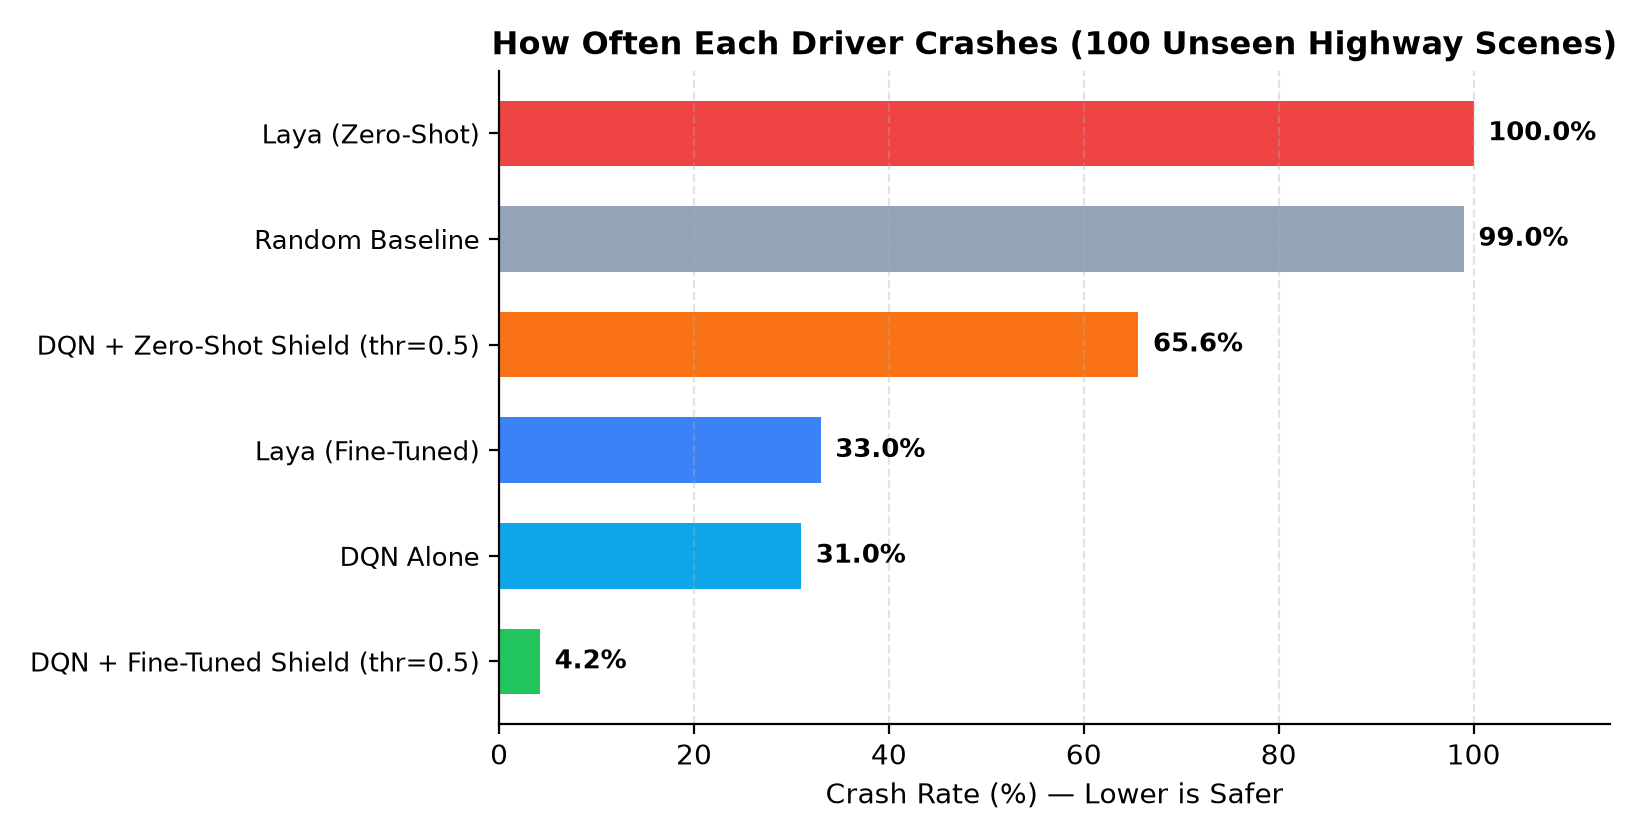 How Often Each Driver Crashes (100 Unseen Highway Scenes)
Laya (Zero-Shot) 100.0%
Random Baseline 99.0%
DQN + Zero-Shot Shield (thr=0.5) 65.6%
Laya (Fine-Tuned) 33.0%
DQN Alone 31.0%
DQN + Fine-Tuned Shield (thr=0.5) 4.2%
0 20 40 60 80 100
Crash Rate (%) — Lower is Safer